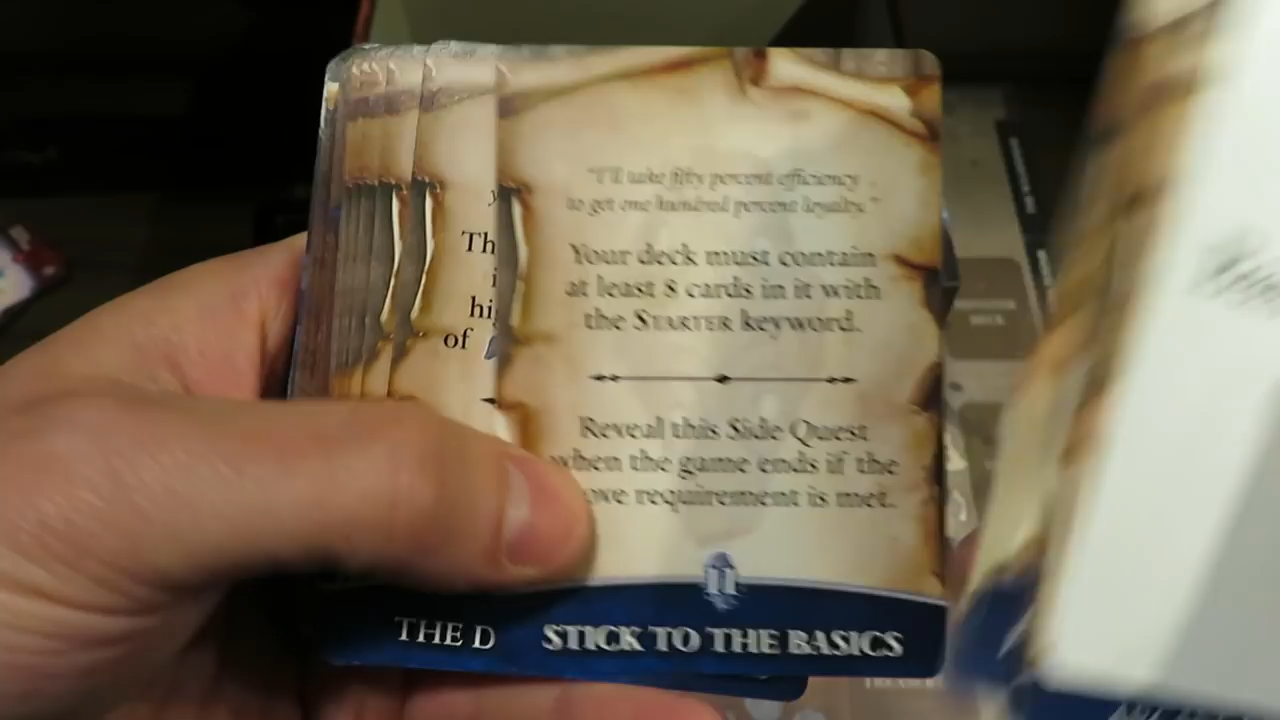 "I'll take fifty percent efficiency
to get one hundred percent loyalty."
Your deck must contain
at least 8 cards in it with
the STARTER keyword.
Reveal this Side Quest
when the game ends if the
requirement is met.
11
STICK TO THE BASICS
Th
i
hi
of
THE D